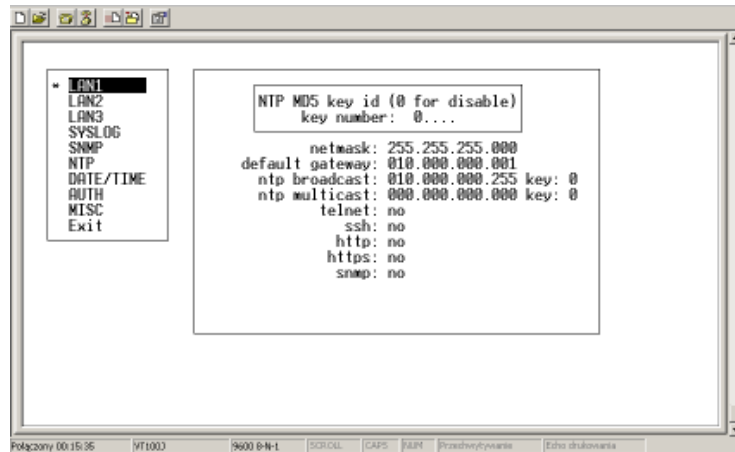 * LAN1
LAN2
LAN3
SYSLOG
SNMP
NTP
DATE/TIME
AUTH
MISC
Exit
NTP MD5 key id (0 for disable)
key number: 0....
netmask: 255.255.255.000
default gateway: 010.000.000.001
ntp broadcast: 010.000.000.255 key: 0
ntp multicast: 000.000.000.000 key: 0
telnet: no
ssh: no
http: no
https: no
snmp: no
Połączony 00:15:35 VT100J 9600 8-N-1 SCROLL CAPS NUM Przechwytywanie Echo drukowania